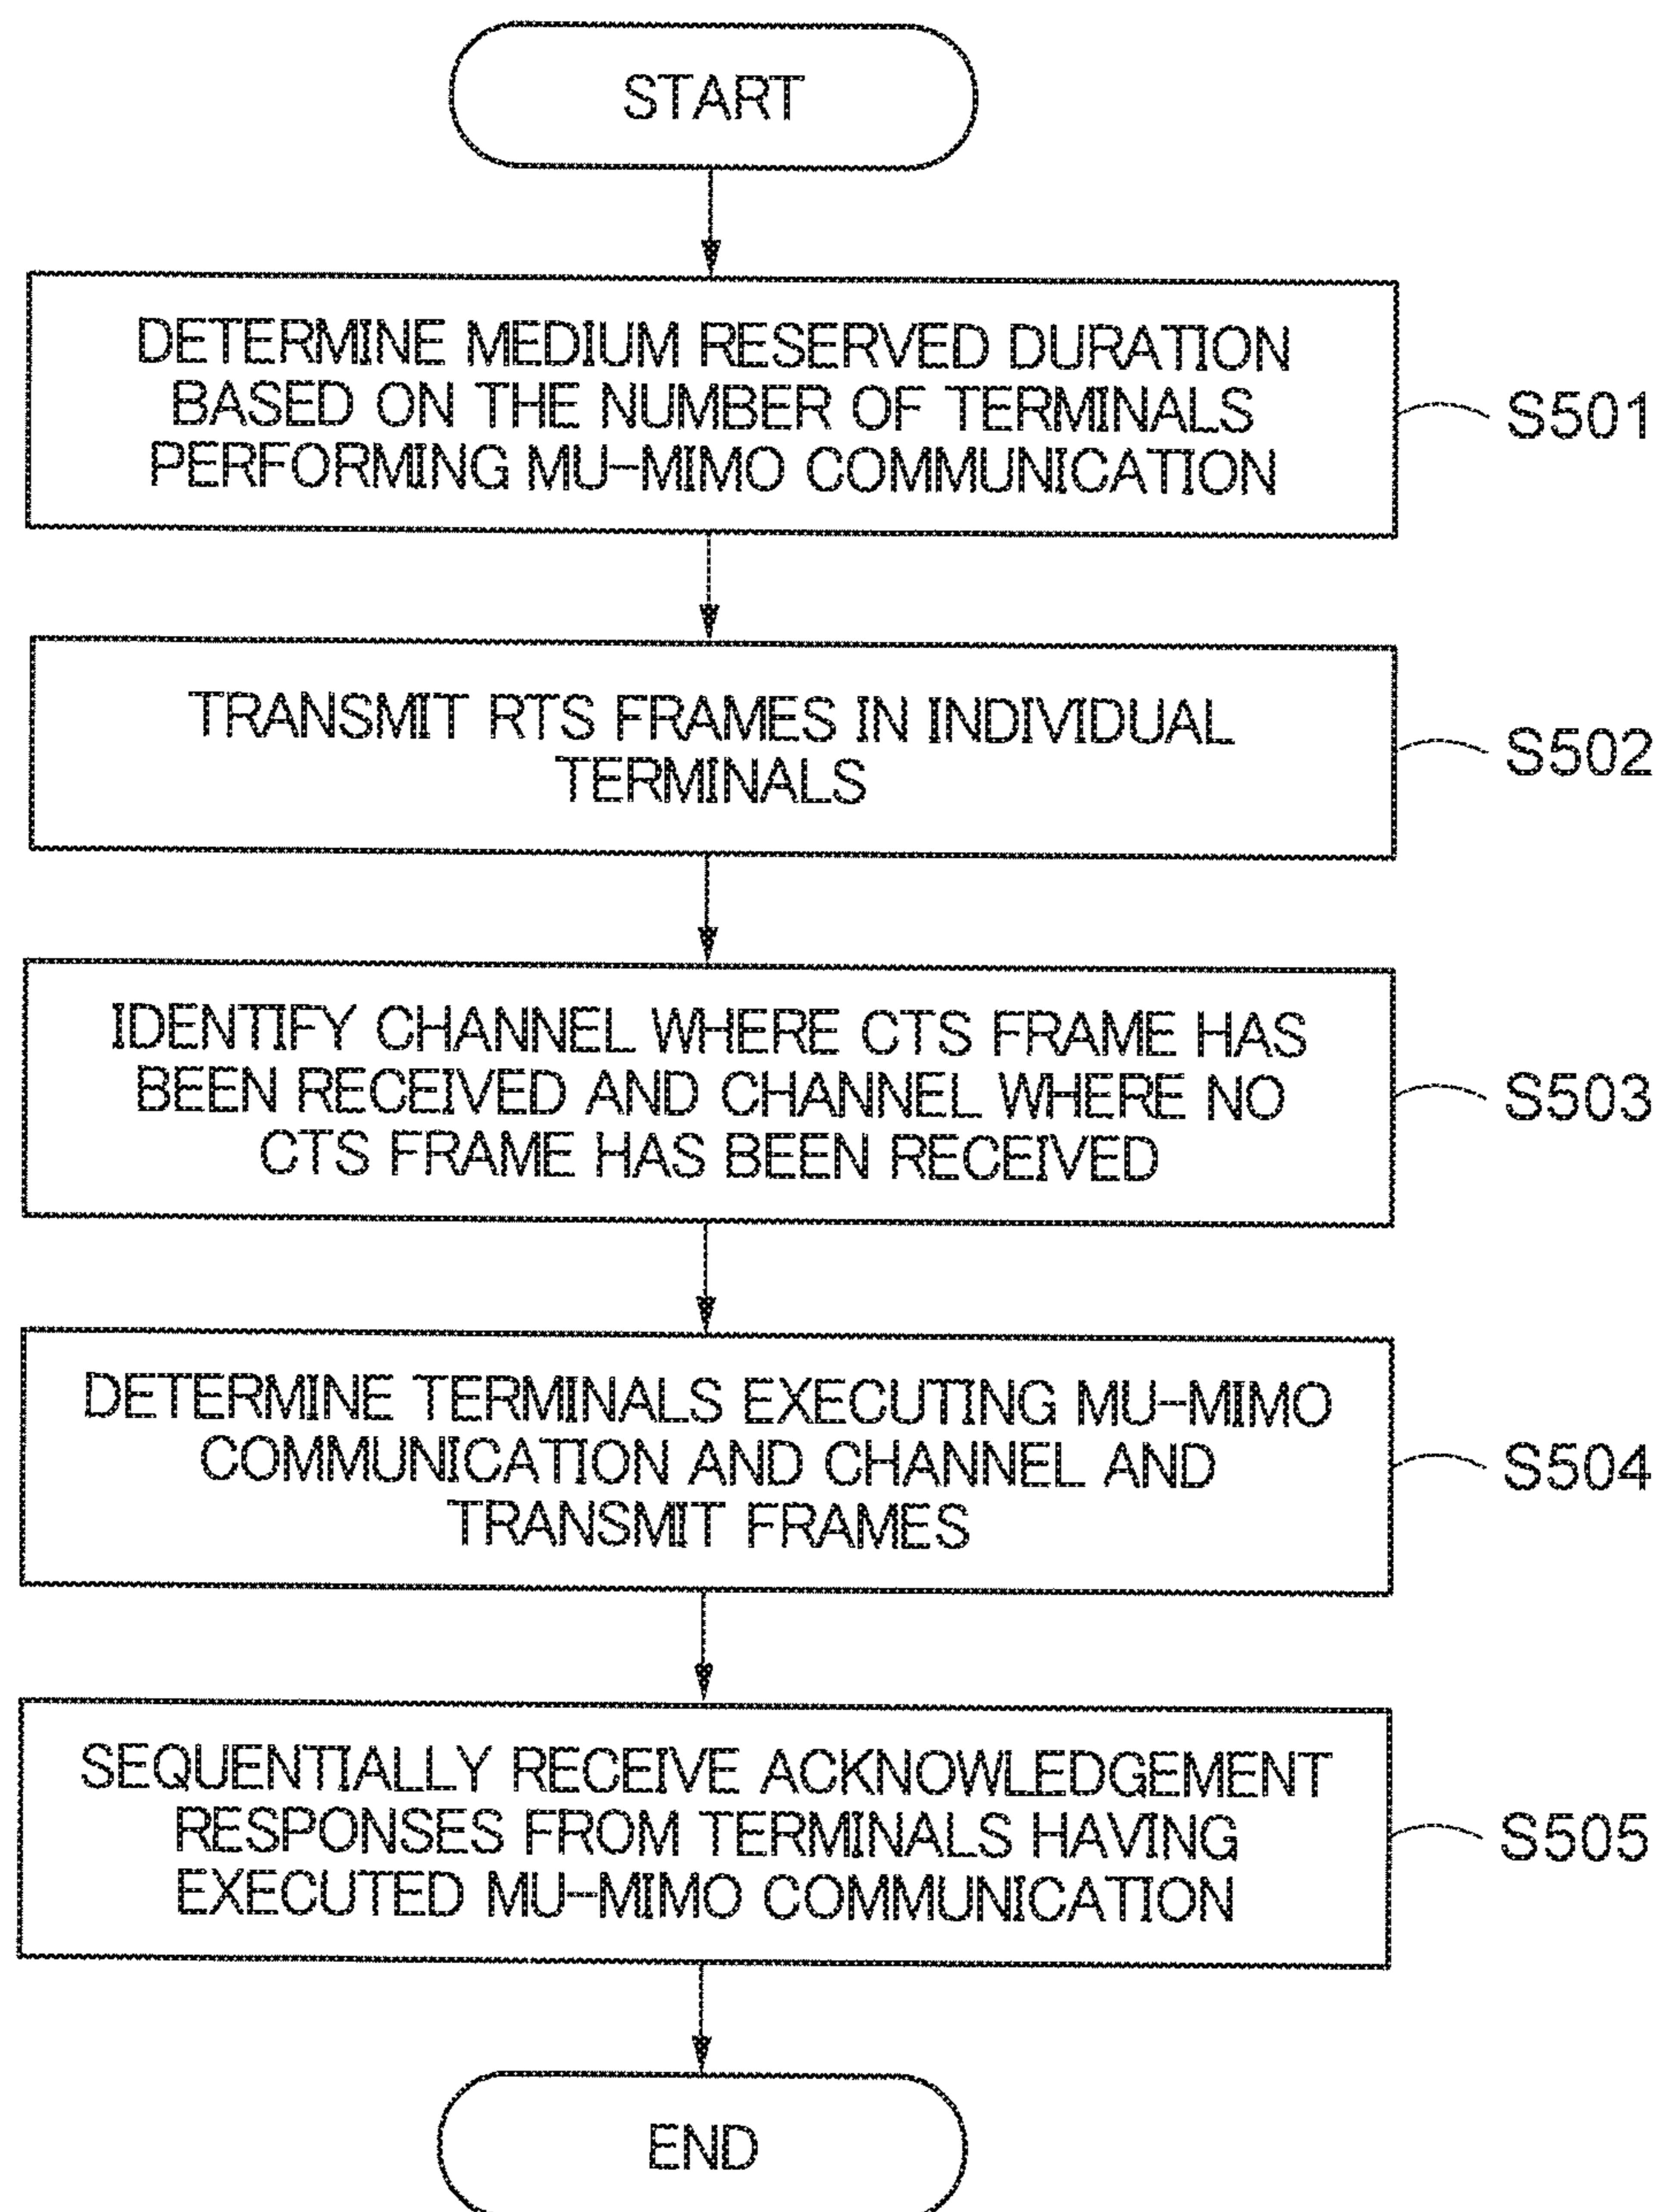 START
DETERMINE MEDIUM RESERVED DURATION
BASED ON THE NUMBER OF TERMINALS
PERFORMING MU-MIMO COMMUNICATION
S501
TRANSMIT RTS FRAMES IN INDIVIDUAL
TERMINALS
S502
IDENTIFY CHANNEL WHERE CTS FRAME HAS
BEEN RECEIVED AND CHANNEL WHERE NO
CTS FRAME HAS BEEN RECEIVED
S503
DETERMINE TERMINALS EXECUTING MU-MIMO
COMMUNICATION AND CHANNEL AND
TRANSMIT FRAMES
S504
SEQUENTIALLY RECEIVE ACKNOWLEDGEMENT
RESPONSES FROM TERMINALS HAVING
EXECUTED MU-MIMO COMMUNICATION
S505
END